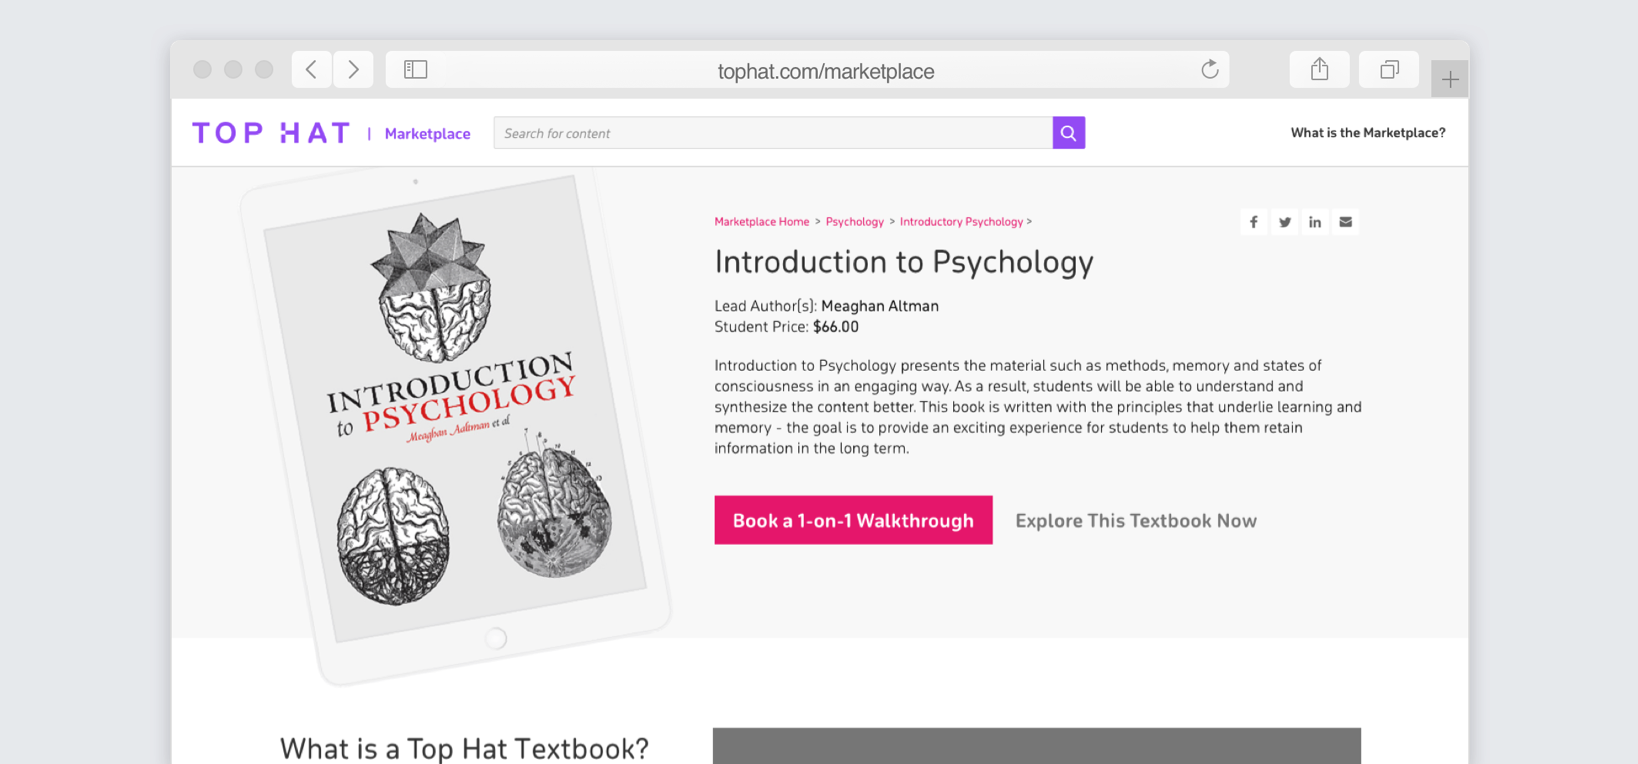 tophat.com/marketplace
TOP HAT | Marketplace
Search for content
What is the Marketplace?
Marketplace Home > Psychology > Introductory Psychology >
Introduction to Psychology
Lead Author(s): Meaghan Altman
Student Price: $66.00
Introduction to Psychology presents the material such as methods, memory and states of
consciousness in an engaging way. As a result, students will be able to understand and
synthesize the content better. This book is written with the principles that underlie learning and
memory - the goal is to provide an exciting experience for students to help them retain
information in the long term.
Book a 1-on-1 Walkthrough
Explore This Textbook Now
INTRODUCTION
to PSYCHOLOGY
Meaghan Aaltman et al
What is a Top Hat Textbook?